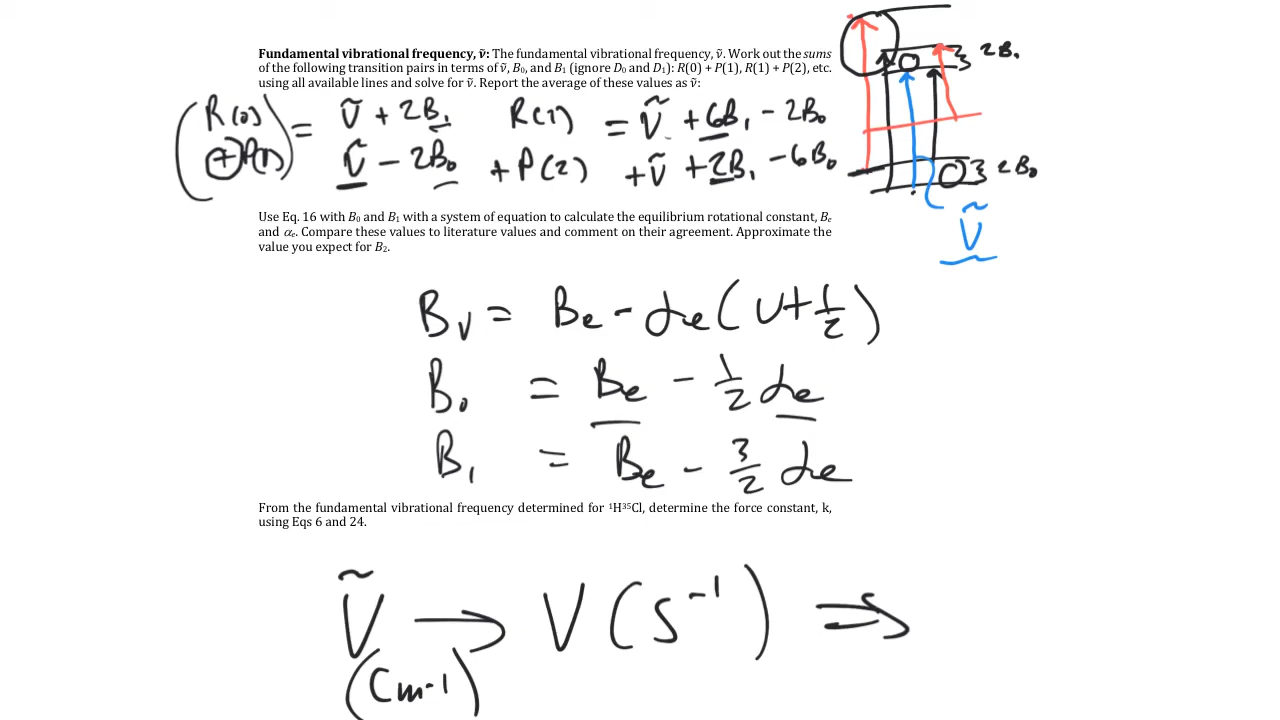 Fundamental vibrational frequency, ṽ: The fundamental vibrational frequency, ṽ. Work out the sums
of the following transition pairs in terms of ṽ, B₀, and B₁ (ignore D₀ and D₁): R(0) + P(1), R(1) + P(2), etc.
using all available lines and solve for ṽ. Report the average of these values as ṽ:
R(0) = ṽ + 2B₁ R(1) = ṽ + 6B₁ - 2B₀
+ P(1) ṽ - 2B₀ + P(2) + ṽ + 2B₁ - 6B₀
2B₁
2B₀
ṽ
Use Eq. 16 with B₀ and B₁ with a system of equation to calculate the equilibrium rotational constant, Bₑ
and αₑ. Compare these values to literature values and comment on their agreement. Approximate the
value you expect for B₂.
Bᵥ = Bₑ - αₑ(v + 1/2)
B₀ = Bₑ - 1/2 αₑ
B₁ = Bₑ - 3/2 αₑ
From the fundamental vibrational frequency determined for ¹H³⁵Cl, determine the force constant, k,
using Eqs 6 and 24.
ṽ → V (s⁻¹) ⇒
(cm-1)